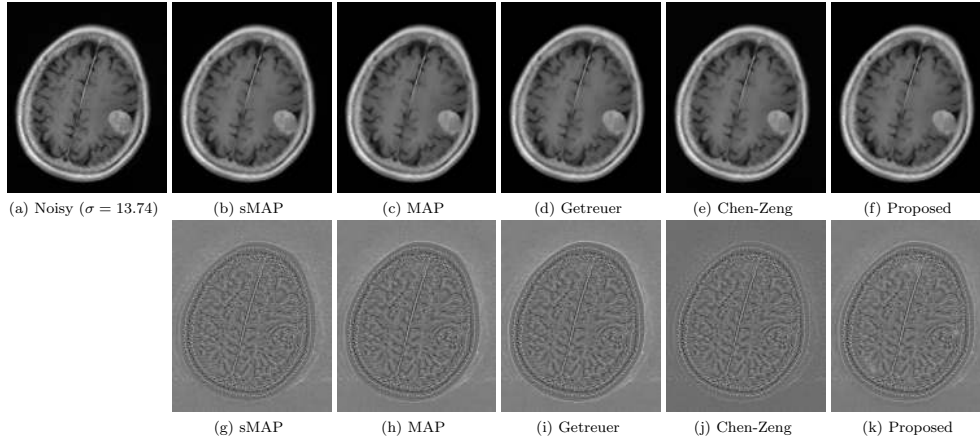 (a) Noisy (σ = 13.74) (b) sMAP (c) MAP (d) Getreuer (e) Chen-Zeng (f) Proposed
(g) sMAP (h) MAP (i) Getreuer (j) Chen-Zeng (k) Proposed